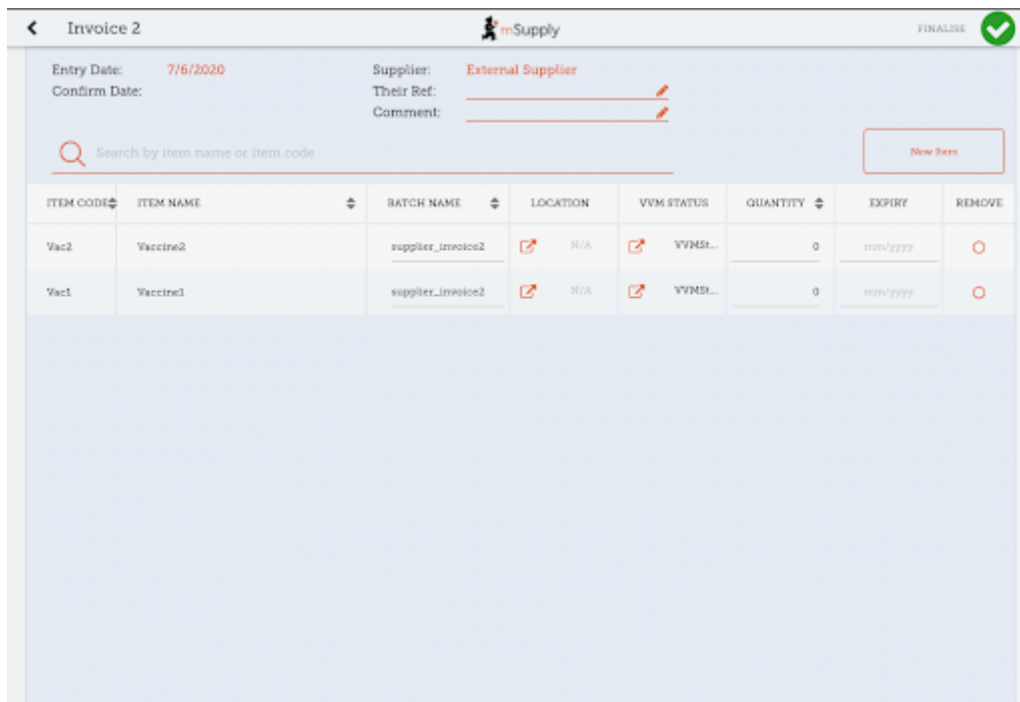 Invoice 2 mSupply FINALISE
Entry Date: 7/6/2020 Supplier: External Supplier
Confirm Date: Their Ref:
Comment:
Search by item name or item code New Item
ITEM CODE ITEM NAME BATCH NAME LOCATION VVM STATUS QUANTITY EXPIRY REMOVE
Vac2 Vaccine2 supplier_invoice2 N/A VVMSt... 0 mm/yyyy
Vac1 Vaccine1 supplier_invoice2 N/A VVMSt... 0 mm/yyyy